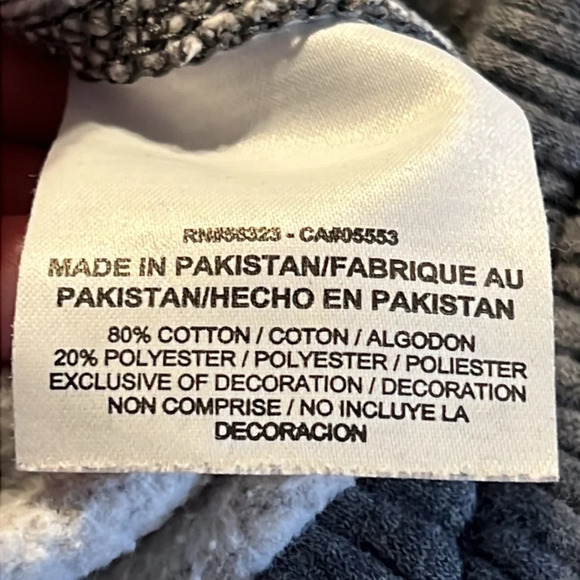 RN#56323 - CA#05553
MADE IN PAKISTAN/FABRIQUE AU
PAKISTAN/HECHO EN PAKISTAN
80% COTTON / COTON / ALGODON
20% POLYESTER / POLYESTER / POLIESTER
EXCLUSIVE OF DECORATION / DECORATION
NON COMPRISE / NO INCLUYE LA
DECORACION